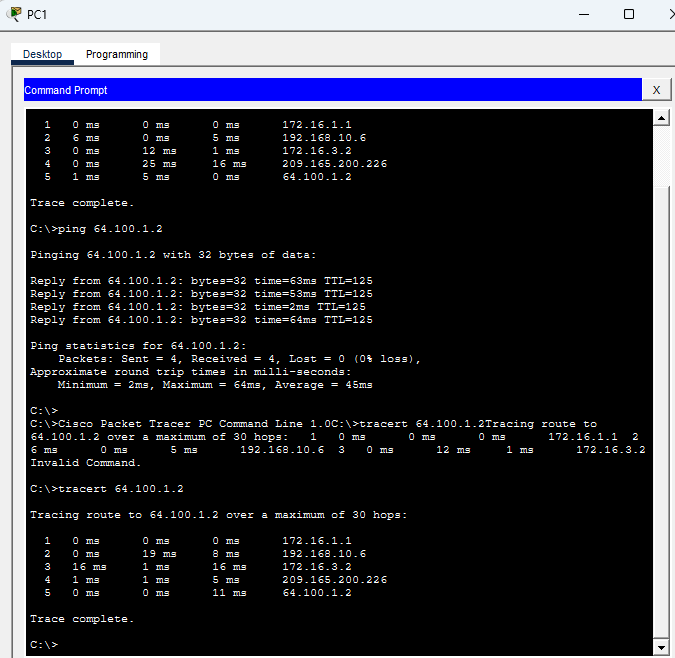 PC1
Desktop Programming
Command Prompt X
1 0 ms 0 ms 0 ms 172.16.1.1
2 6 ms 0 ms 5 ms 192.168.10.6
3 0 ms 12 ms 1 ms 172.16.3.2
4 0 ms 25 ms 16 ms 209.165.200.226
5 1 ms 5 ms 0 ms 64.100.1.2
Trace complete.
C:\>ping 64.100.1.2
Pinging 64.100.1.2 with 32 bytes of data:
Reply from 64.100.1.2: bytes=32 time=63ms TTL=125
Reply from 64.100.1.2: bytes=32 time=53ms TTL=125
Reply from 64.100.1.2: bytes=32 time=2ms TTL=125
Reply from 64.100.1.2: bytes=32 time=64ms TTL=125
Ping statistics for 64.100.1.2:
Packets: Sent = 4, Received = 4, Lost = 0 (0% loss),
Approximate round trip times in milli-seconds:
Minimum = 2ms, Maximum = 64ms, Average = 45ms
C:\>
C:\>Cisco Packet Tracer PC Command Line 1.0C:\>tracert 64.100.1.2Tracing route to
64.100.1.2 over a maximum of 30 hops: 1 0 ms 0 ms 0 ms 172.16.1.1 2
6 ms 0 ms 5 ms 192.168.10.6 3 0 ms 12 ms 1 ms 172.16.3.2
Invalid Command.
C:\>tracert 64.100.1.2
Tracing route to 64.100.1.2 over a maximum of 30 hops:
1 0 ms 0 ms 0 ms 172.16.1.1
2 0 ms 19 ms 8 ms 192.168.10.6
3 16 ms 1 ms 16 ms 172.16.3.2
4 1 ms 1 ms 5 ms 209.165.200.226
5 0 ms 0 ms 11 ms 64.100.1.2
Trace complete.
C:\>